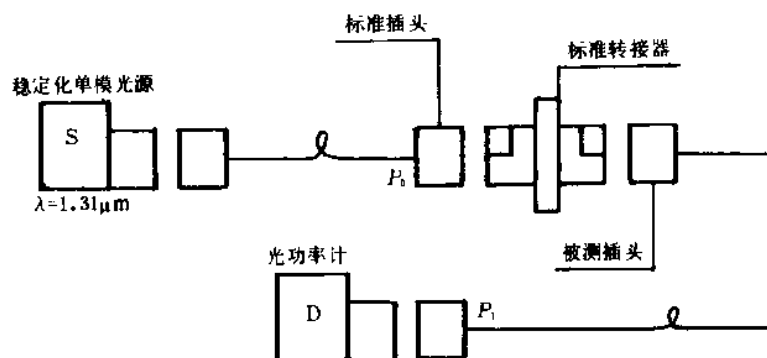 标准插头
标准转接器
稳定化单模光源
S
P₀
λ=1.31μm
被测插头
光功率计
D
P₁